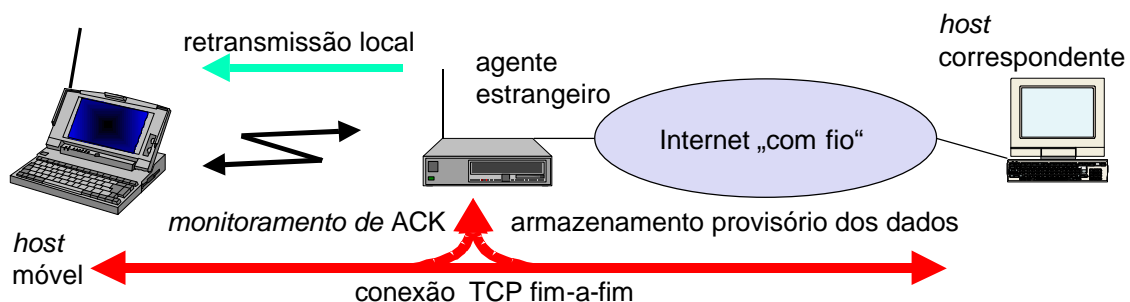 retransmissão local
agente
estrangeiro
host
correspondente
Internet „com fio“
monitoramento de ACK
armazenamento provisório dos dados
host
móvel
conexão TCP fim-a-fim